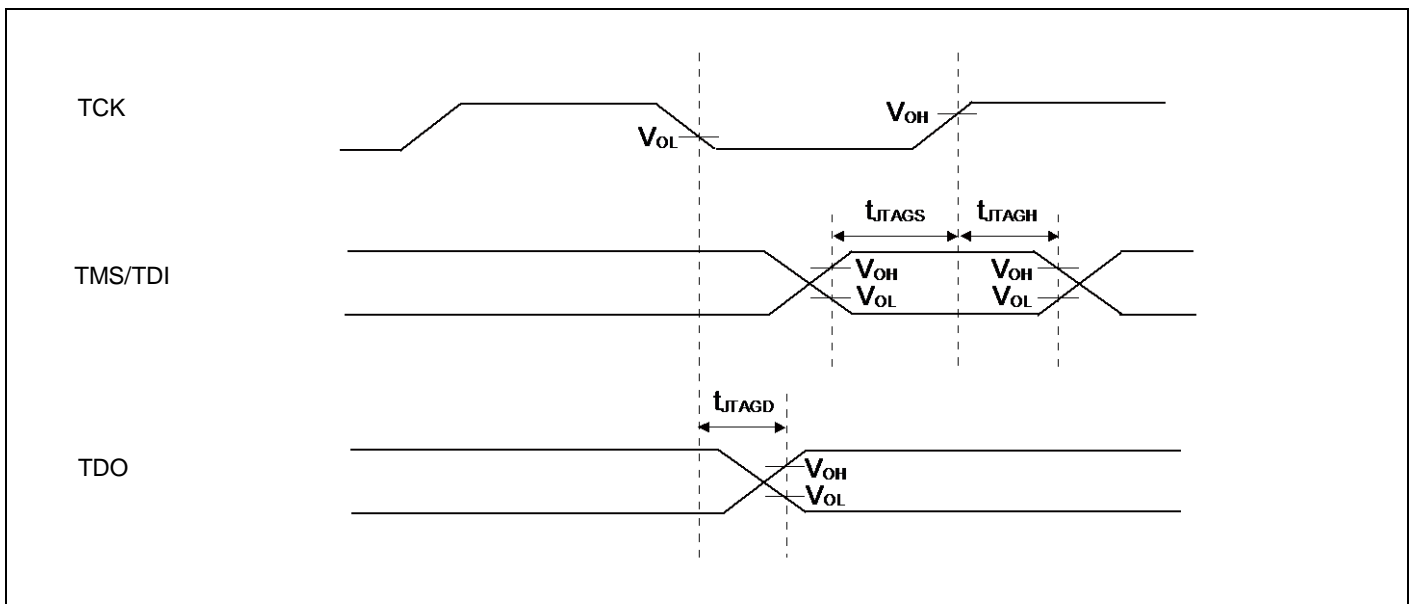 TCK
VOL
VOH
tJTAGS
tJTAGH
TMS/TDI
VOH
VOL
VOH
VOL
tJTAGD
TDO
VOH
VOL